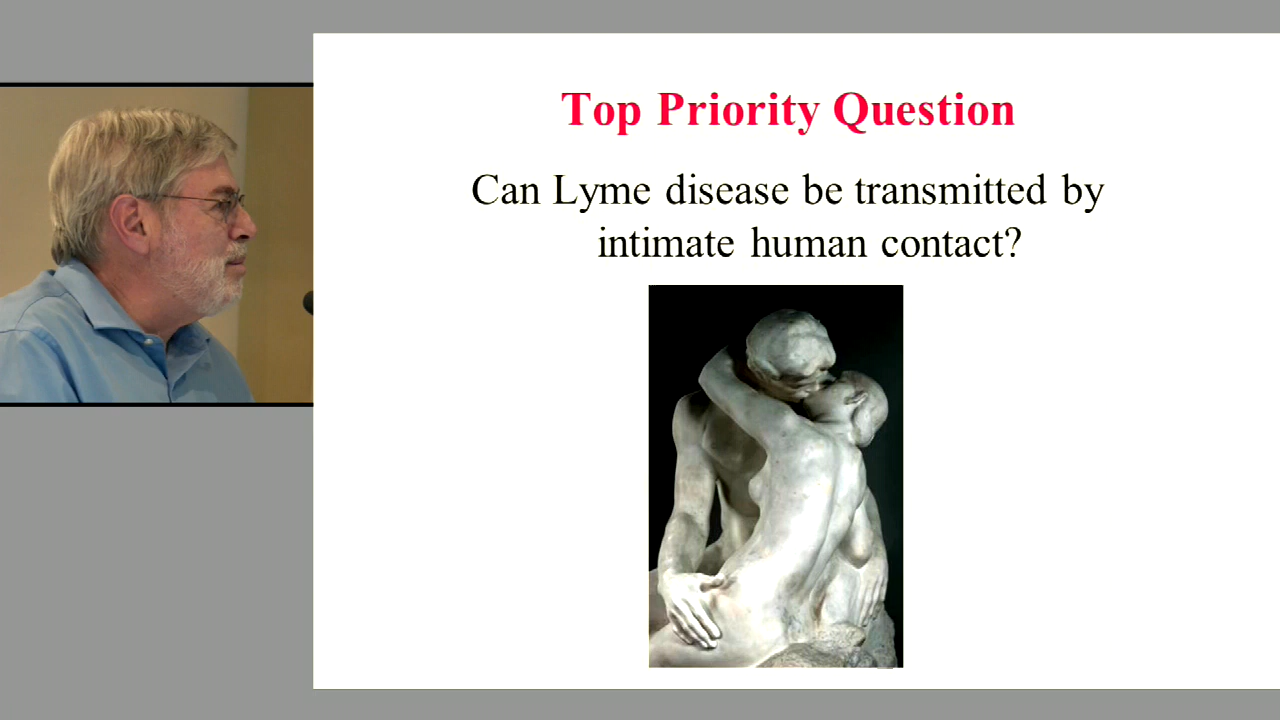 Top Priority Question
Can Lyme disease be transmitted by
intimate human contact?